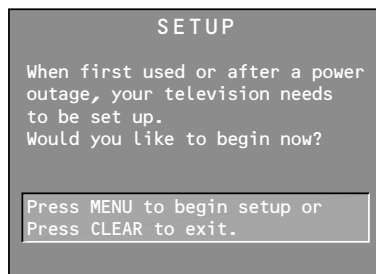 SETUP
When first used or after a power
outage, your television needs
to be set up.
Would you like to begin now?
Press MENU to begin setup or
Press CLEAR to exit.